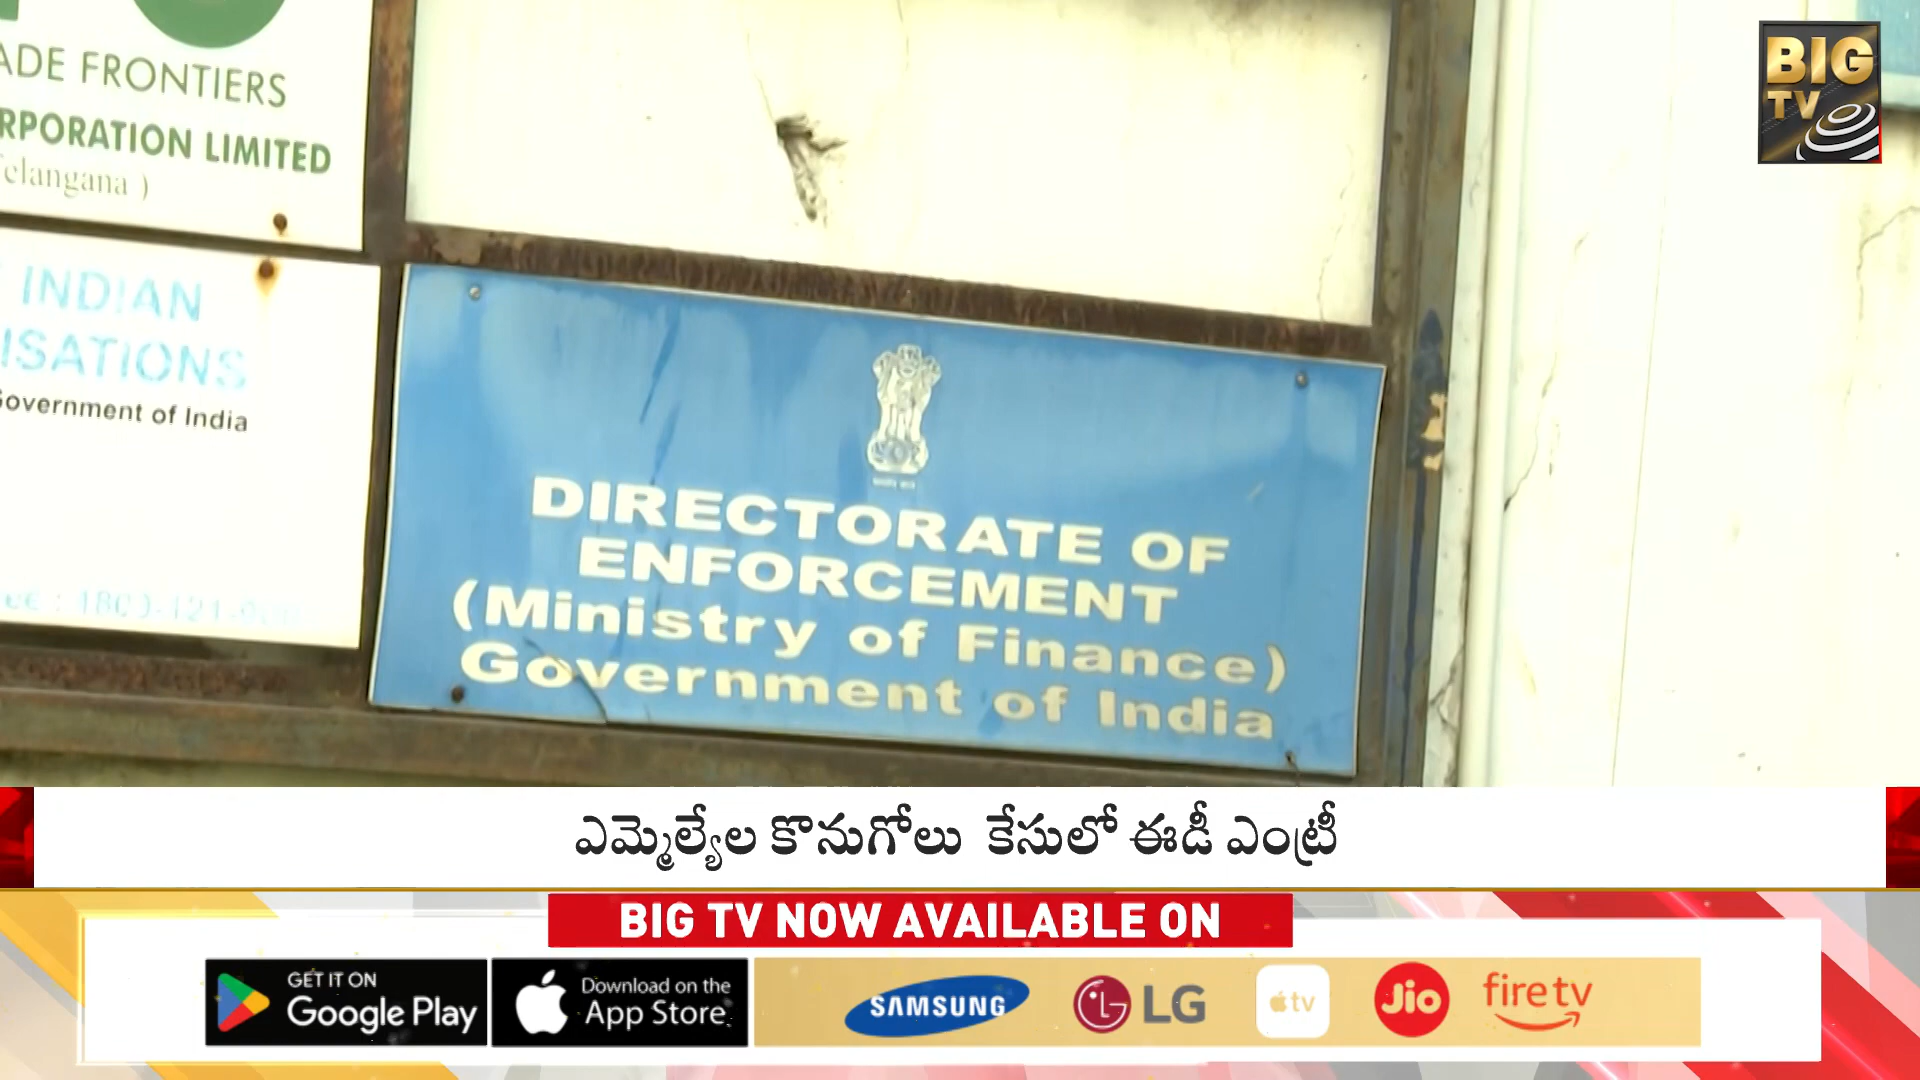 ADE FRONTIERS
RPORATION LIMITED
elangana )
INDIAN
ISATIONS
Government of India
DIRECTORATE OF
ENFORCEMENT
(Ministry of Finance)
Government of India
BIG
TV
ఎమ్మెల్యేల కొనుగోలు కేసులో ఈడీ ఎంట్రీ
BIG TV NOW AVAILABLE ON
GET IT ON
Google Play
Download on the
App Store
SAMSUNG
LG
tv
Jio
fire tv